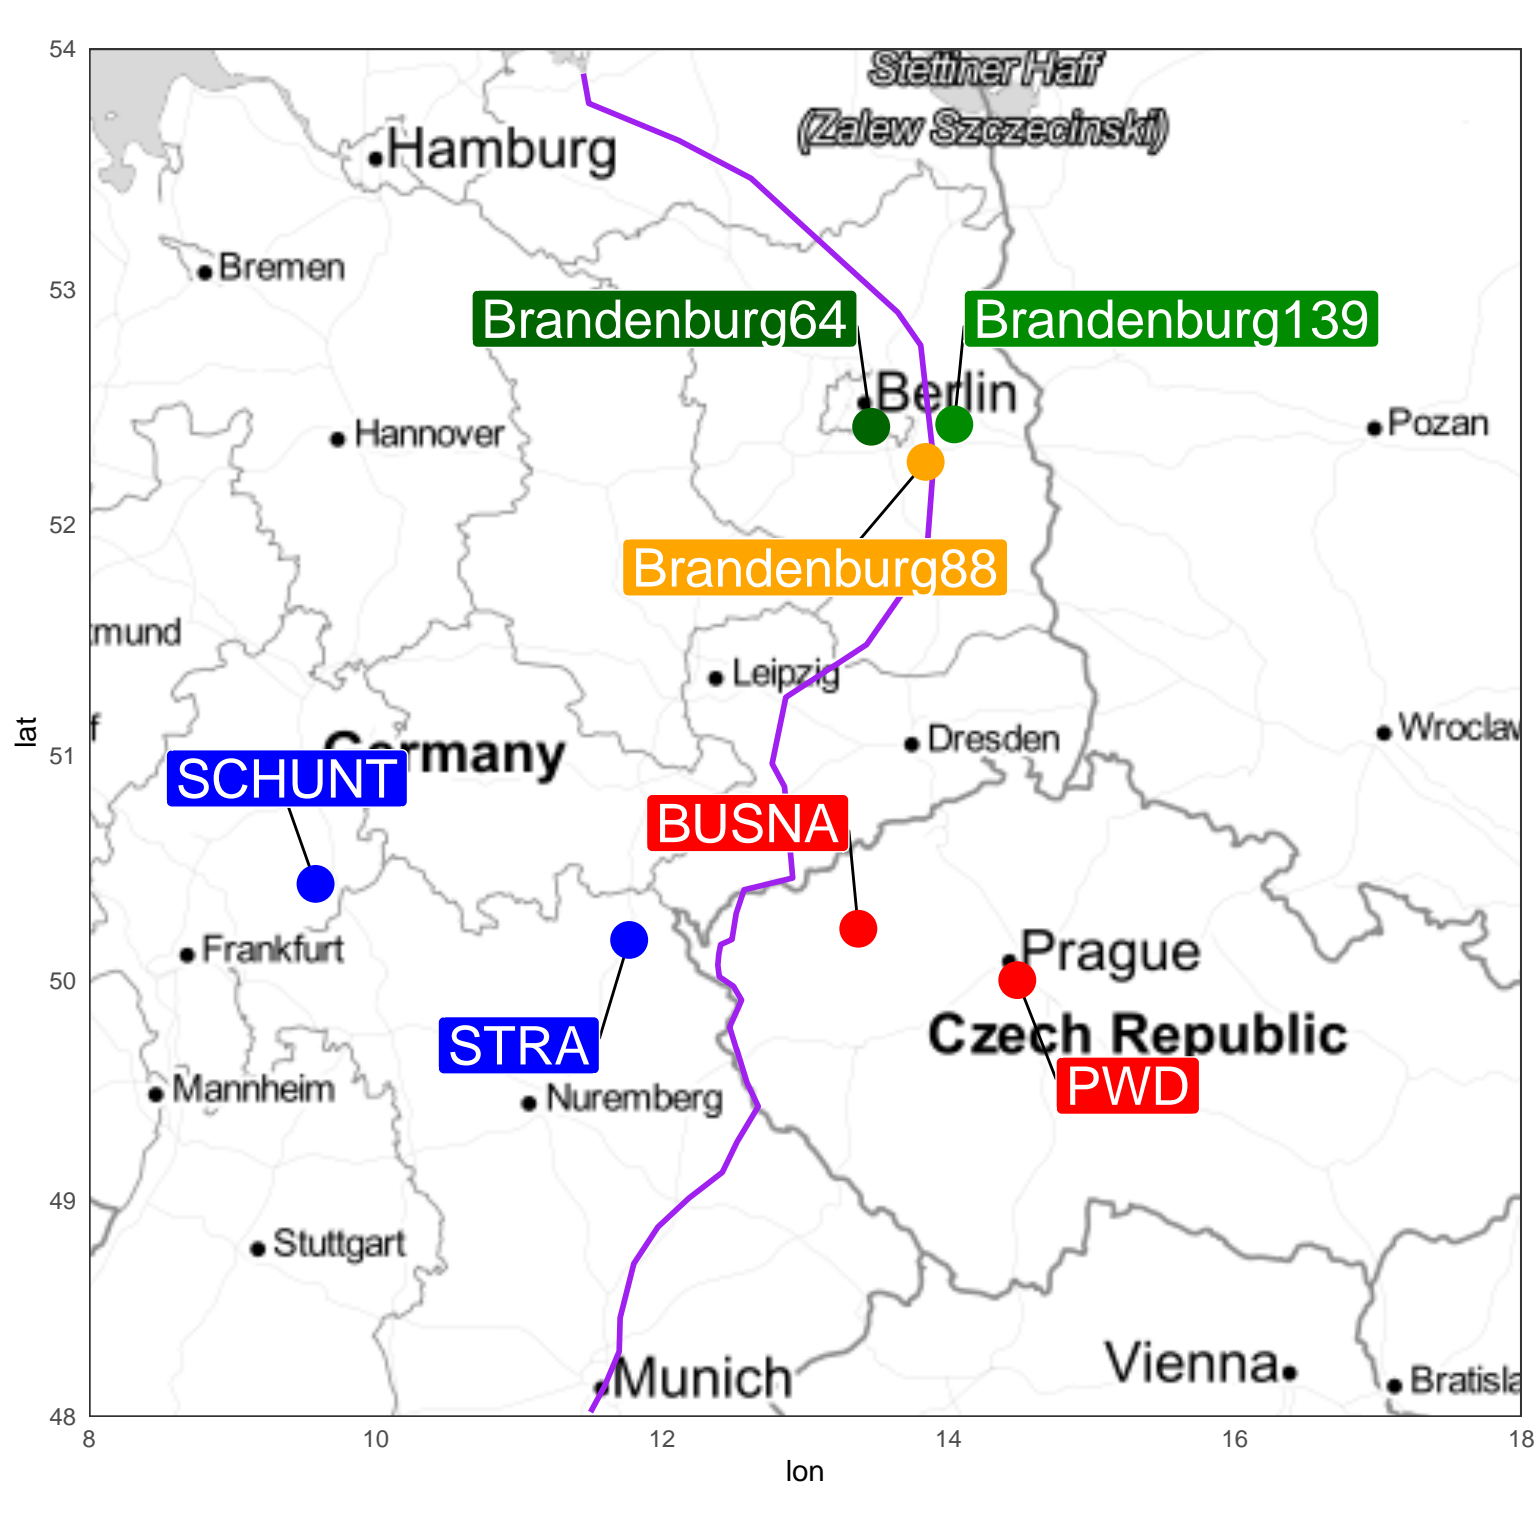 54
Stettiner Haff
(Zalew Szczecinski)
Hamburg
Bremen
53
Brandenburg64
Brandenburg139
Berlin
Pozan
Hannover
52
Brandenburg88
tmund
Leipzig
f
Wroclaw
Dresden
Germany
51
lat
SCHUNT
BUSNA
Frankfurt
Prague
50
Czech Republic
STRA
PWD
Mannheim
Nuremberg
49
Stuttgart
Vienna
Munich
Bratisla
48
8
10
12
14
16
18
lon